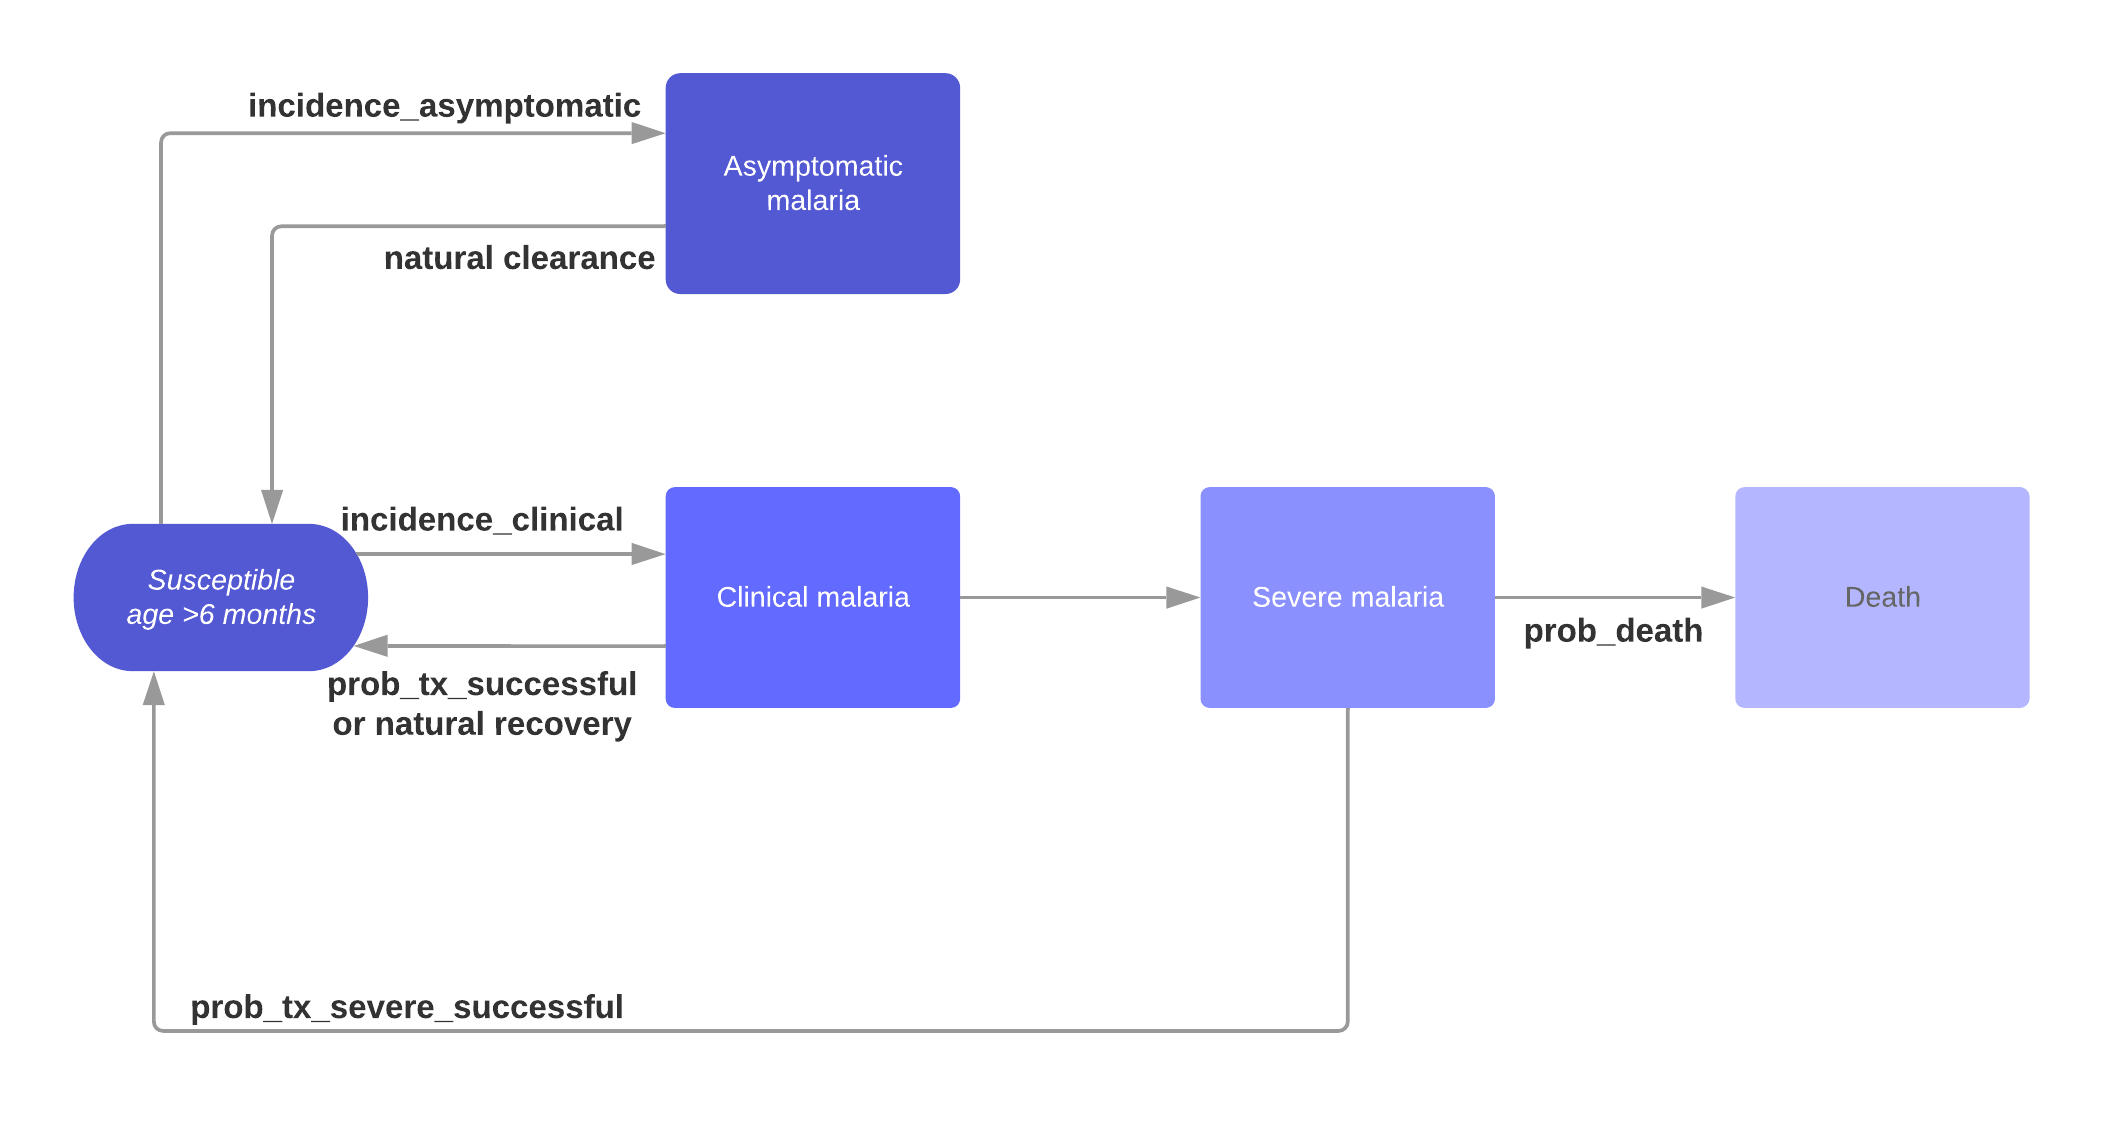 incidence_asymptomatic
Asymptomatic
malaria
natural clearance
incidence_clinical
Susceptible
age >6 months
Clinical malaria
Severe malaria
Death
prob_death
prob_tx_successful
or natural recovery
prob_tx_severe_successful